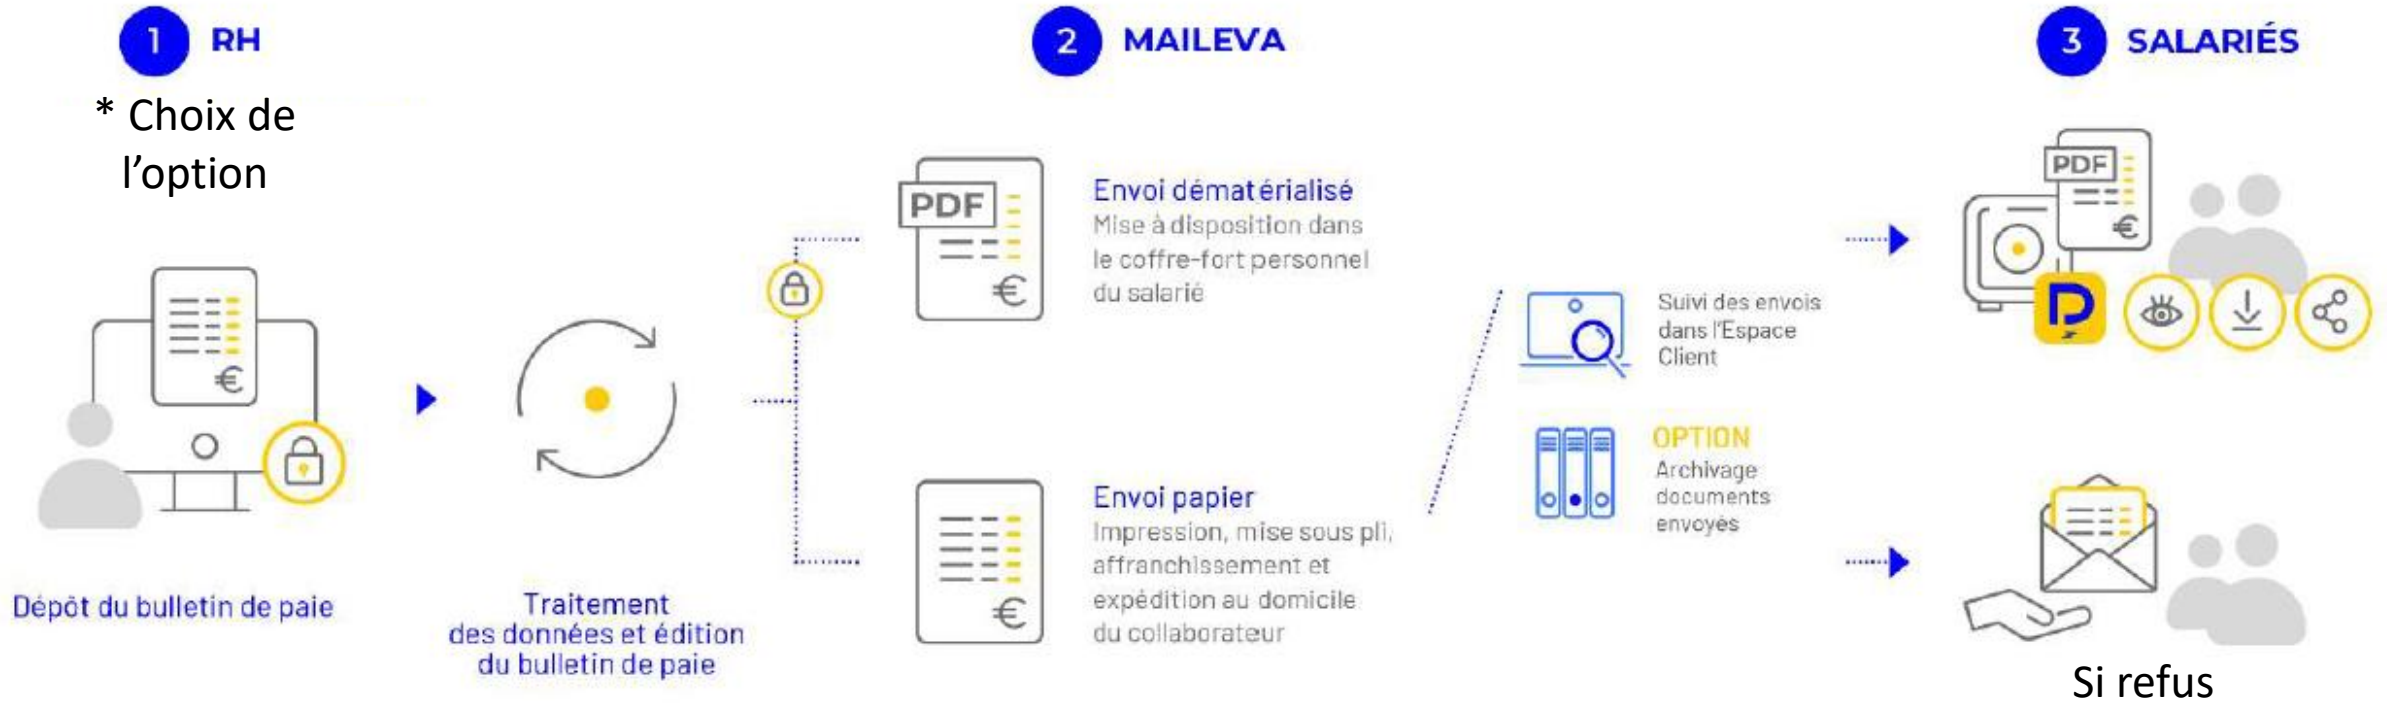 1 RH
* Choix de
l’option
Dépôt du bulletin de paie
Traitement
des données et édition
du bulletin de paie
2 MAILEVA
PDF
Envoi dématérialisé
Mise à disposition dans
le coffre-fort personnel
du salarié
€
Envoi papier
Impression, mise sous pli,
affranchissement et
expédition au domicile
du collaborateur
€
Suivi des envois
dans l'Espace
Client
OPTION
Archivage
documents
envoyés
3 SALARIÉS
PDF
€
Si refus
€